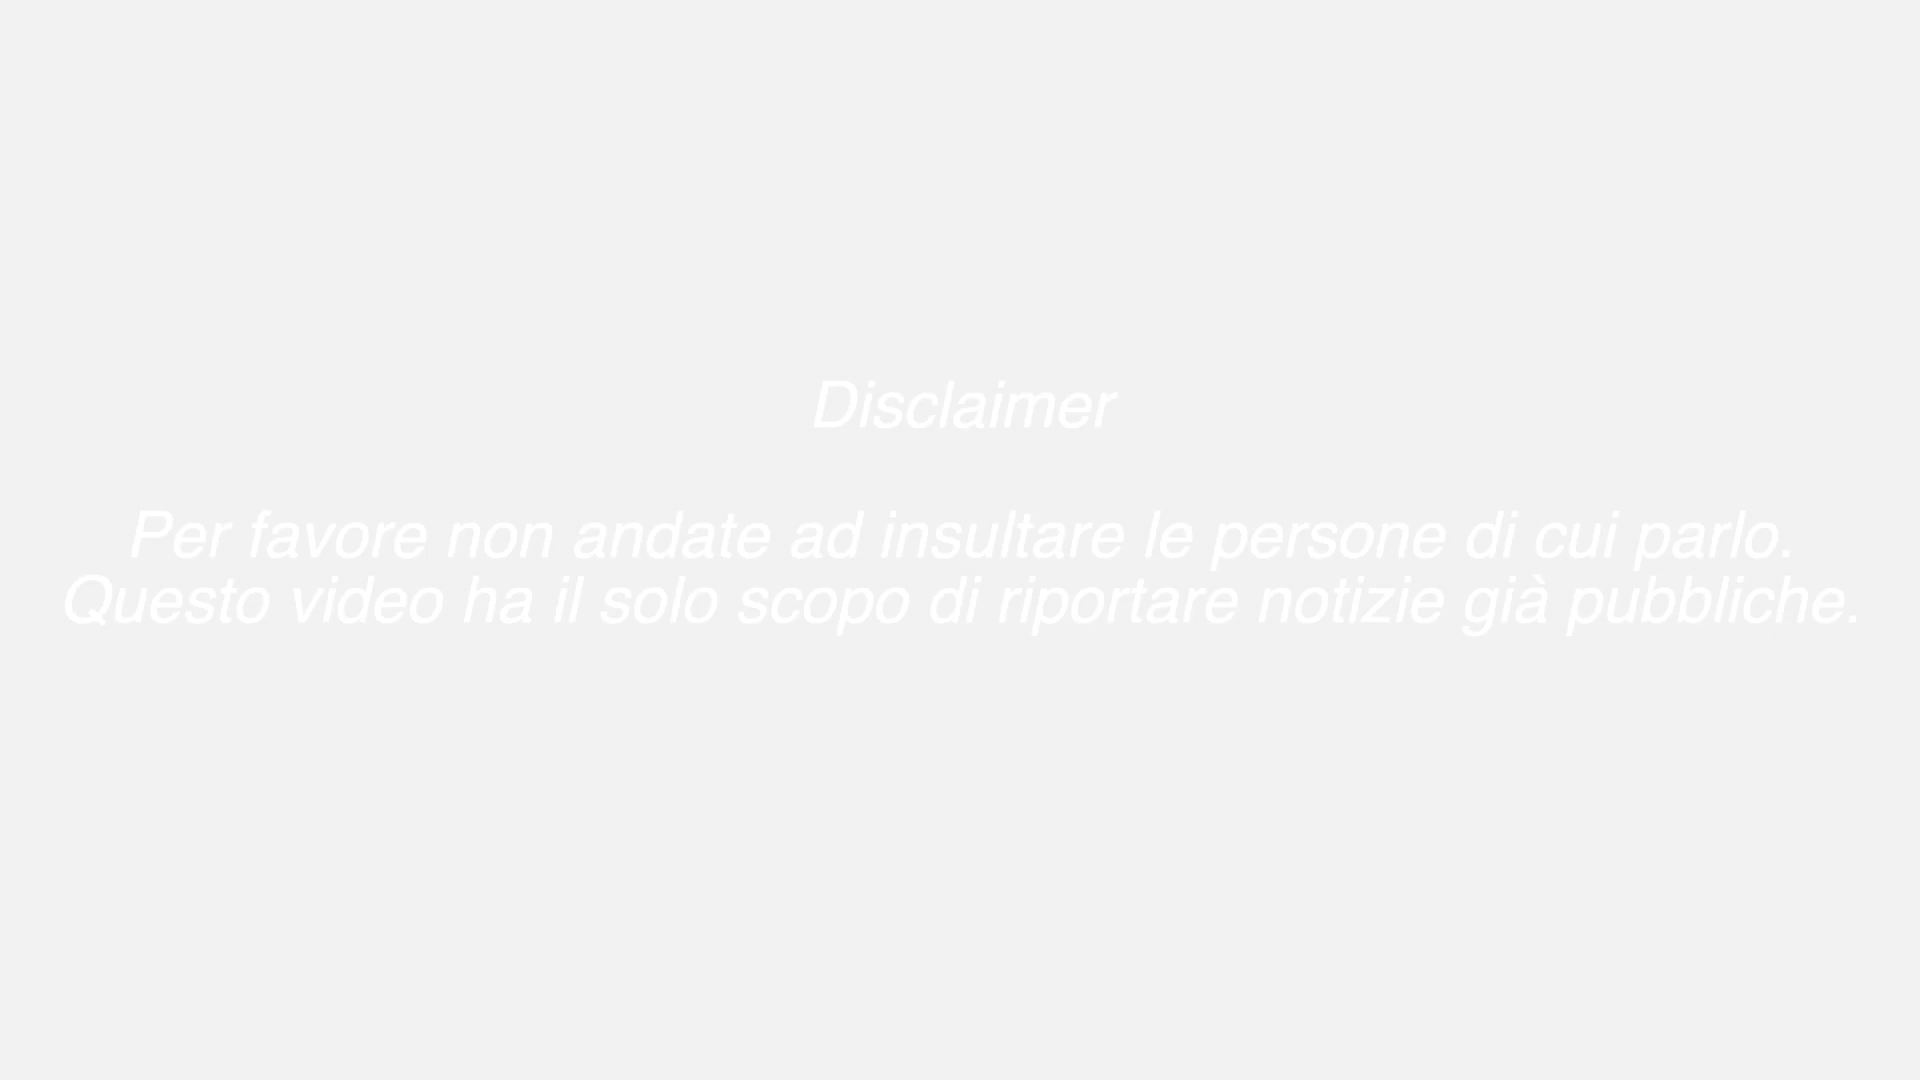 Disclaimer
Per favore non andate ad insultare le persone di cui parlo.
Questo video ha il solo scopo di riportare notizie già pubbliche.